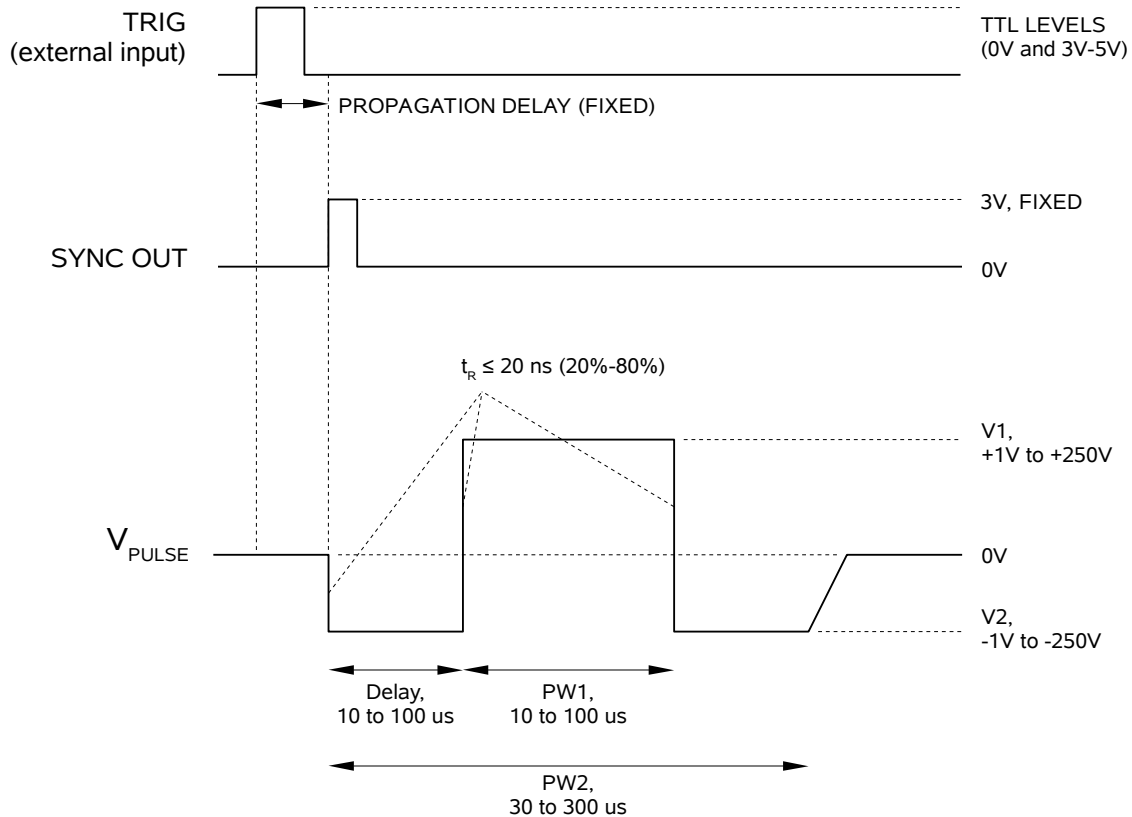 TRIG
(external input)
TTL LEVELS
(0V and 3V-5V)
PROPAGATION DELAY (FIXED)
3V, FIXED
SYNC OUT
0V
tR ≤ 20 ns (20%-80%)
V1,
+1V to +250V
VPULSE
0V
V2,
-1V to -250V
Delay,
10 to 100 us
PW1,
10 to 100 us
PW2,
30 to 300 us